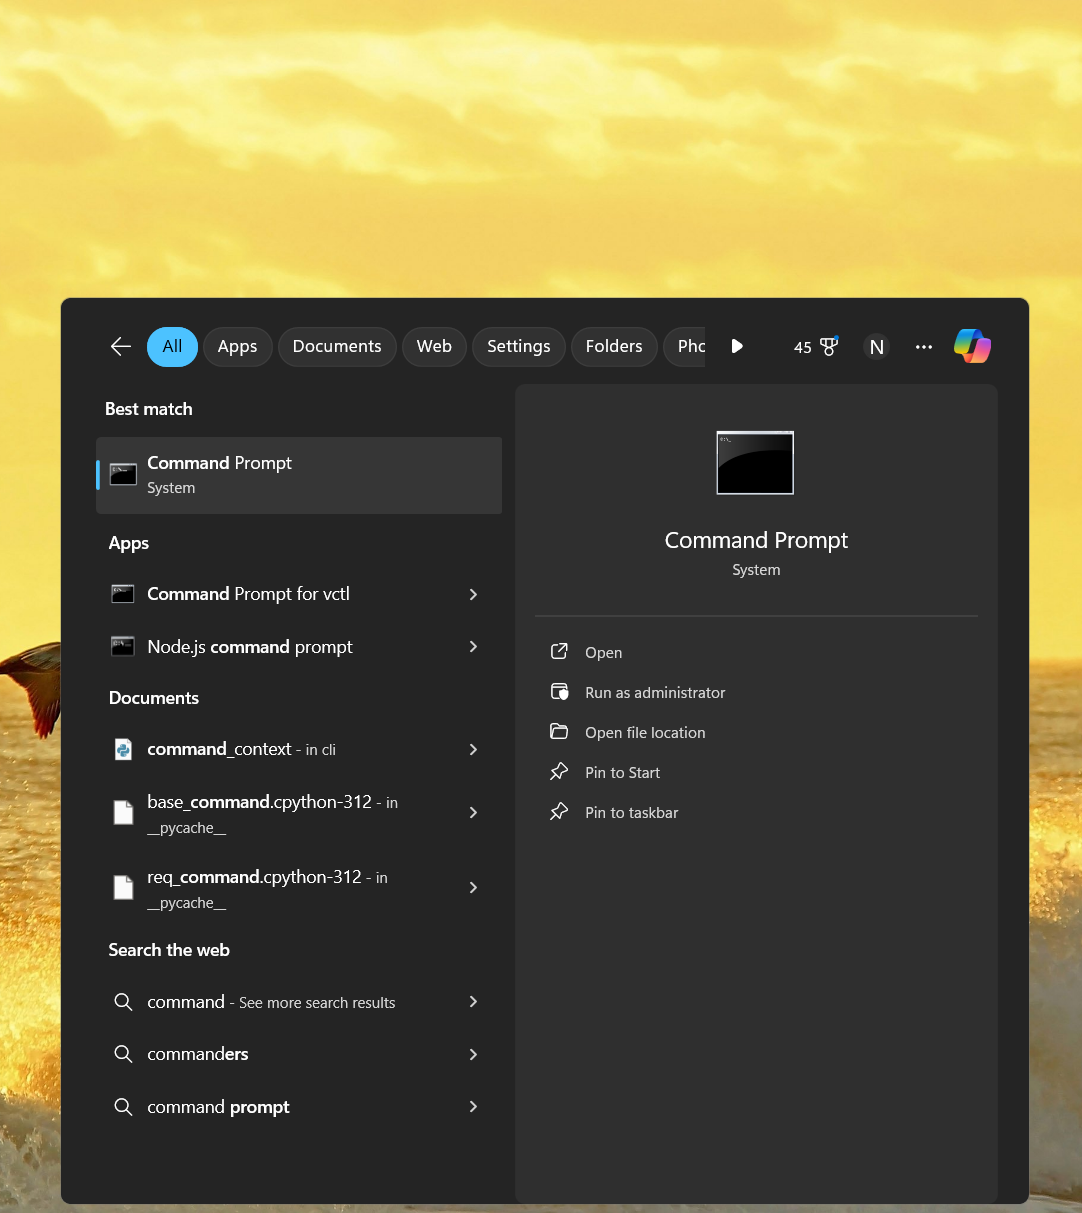 All
Apps
Documents
Web
Settings
Folders
Pho
45
N
Best match
Command Prompt
System
Apps
Command Prompt for vctl
Node.js command prompt
Documents
command_context - in cli
base_command.cpython-312 - in
__pycache__
req_command.cpython-312 - in
__pycache__
Search the web
command - See more search results
commanders
command prompt
Command Prompt
System
Open
Run as administrator
Open file location
Pin to Start
Pin to taskbar